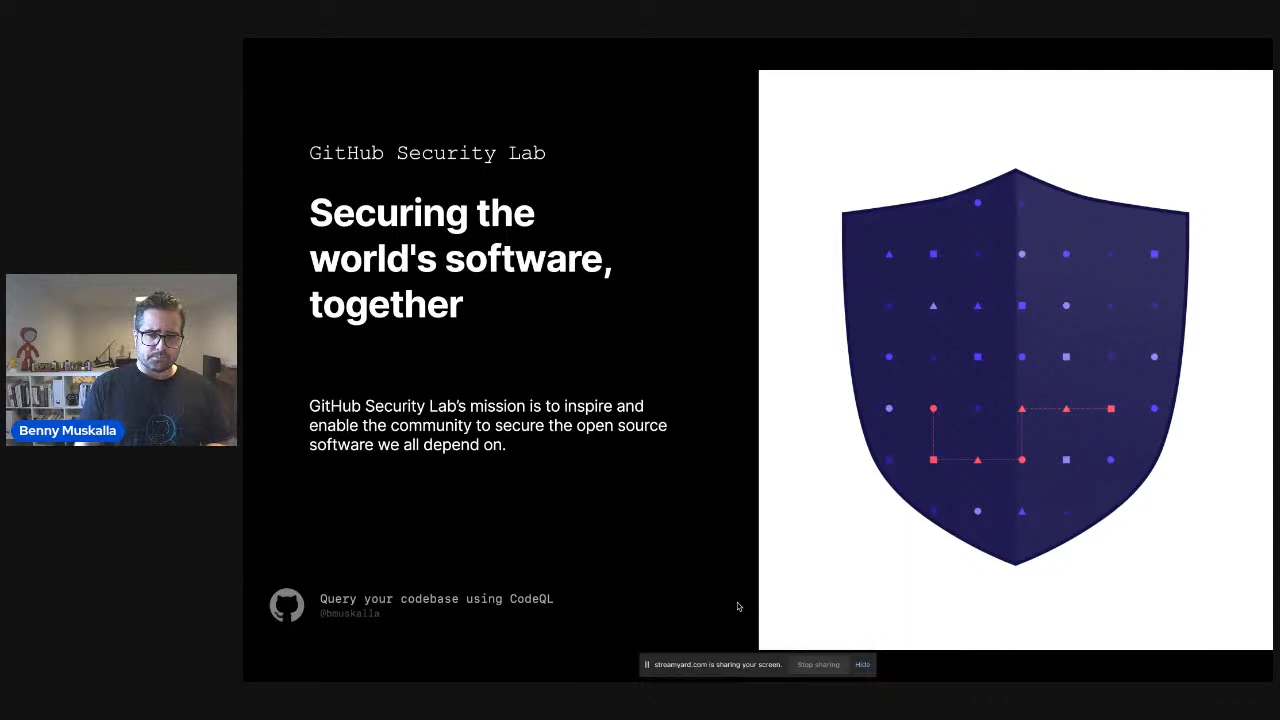 GitHub Security Lab
Securing the
world's software,
together
GitHub Security Lab’s mission is to inspire and
enable the community to secure the open source
software we all depend on.
Benny Muskalla
Query your codebase using CodeQL
@bmuskalla
streamyard.com is sharing your screen.
Stop sharing
Hide